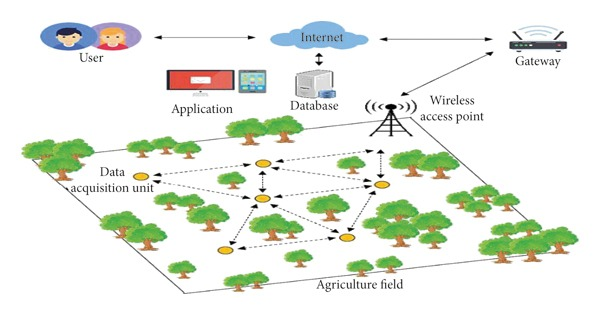 User
Internet
Gateway
Application
Database
Wireless
access point
Data
acquisition unit
Agriculture field